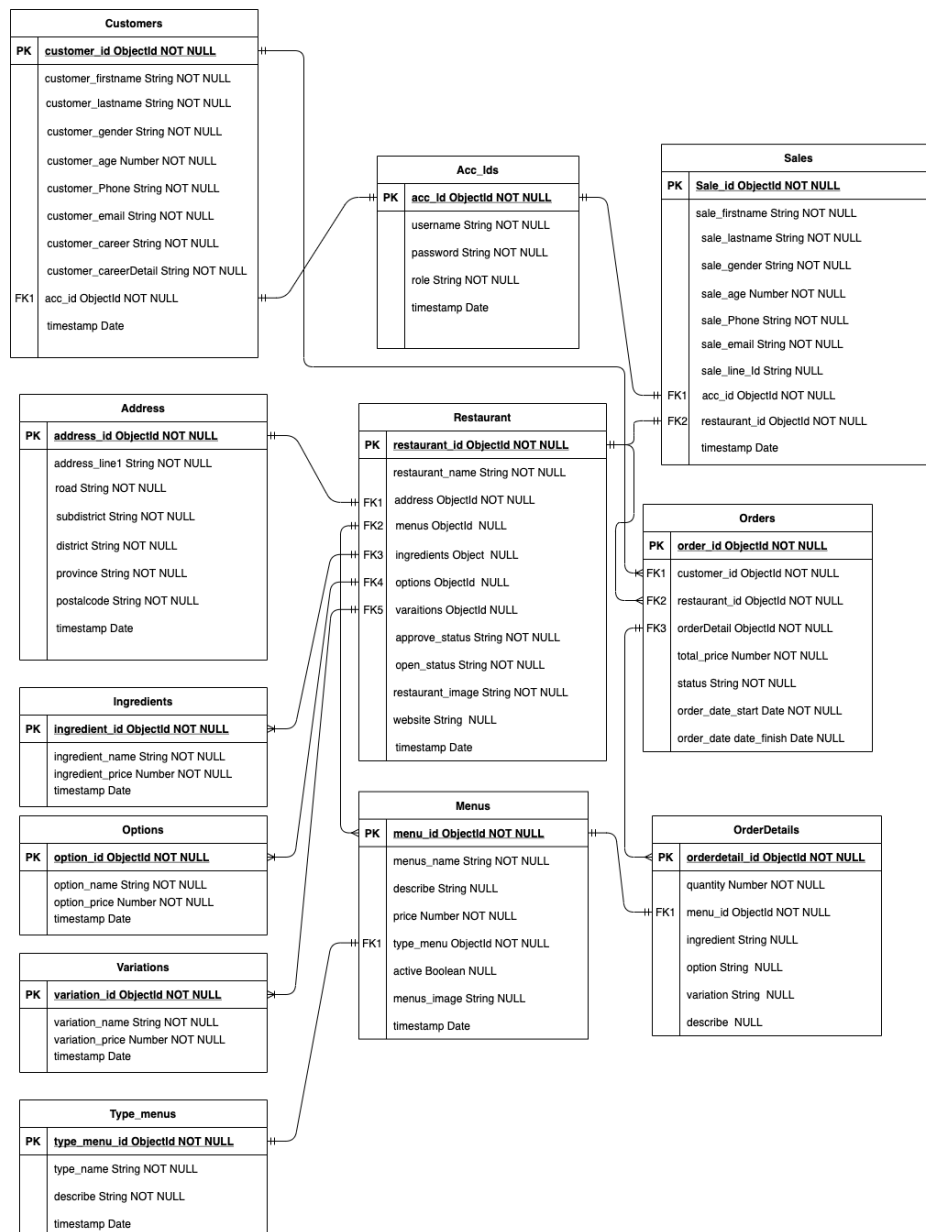 Customers
PK customer_id ObjectId NOT NULL
customer_firstname String NOT NULL
customer_lastname String NOT NULL
customer_gender String NOT NULL
customer_age Number NOT NULL
customer_Phone String NOT NULL
customer_email String NOT NULL
customer_career String NOT NULL
customer_careerDetail String NOT NULL
FK1 acc_id ObjectId NOT NULL
timestamp Date
Acc_Ids
PK acc_Id ObjectId NOT NULL
username String NOT NULL
password String NOT NULL
role String NOT NULL
timestamp Date
Sales
PK Sale_id ObjectId NOT NULL
sale_firstname String NOT NULL
sale_lastname String NOT NULL
sale_gender String NOT NULL
sale_age Number NOT NULL
sale_Phone String NOT NULL
sale_email String NOT NULL
sale_line_Id String NULL
FK1 acc_id ObjectId NOT NULL
FK2 restaurant_id ObjectId NOT NULL
timestamp Date
Address
PK address_id ObjectId NOT NULL
address_line1 String NOT NULL
road String NOT NULL
subdistrict String NOT NULL
district String NOT NULL
province String NOT NULL
postalcode String NOT NULL
timestamp Date
Restaurant
PK restaurant_id ObjectId NOT NULL
restaurant_name String NOT NULL
FK1 address ObjectId NOT NULL
FK2 menus ObjectId NULL
FK3 ingredients Object NULL
FK4 options ObjectId NULL
FK5 varaitions ObjectId NULL
approve_status String NOT NULL
open_status String NOT NULL
restaurant_image String NOT NULL
website String NULL
timestamp Date
Orders
PK order_id ObjectId NOT NULL
FK1 customer_id ObjectId NOT NULL
FK2 restaurant_id ObjectId NOT NULL
FK3 orderDetail ObjectId NOT NULL
total_price Number NOT NULL
status String NOT NULL
order_date_start Date NOT NULL
order_date date_finish Date NULL
Ingredients
PK ingredient_id ObjectId NOT NULL
ingredient_name String NOT NULL
ingredient_price Number NOT NULL
timestamp Date
Options
PK option_id ObjectId NOT NULL
option_name String NOT NULL
option_price Number NOT NULL
timestamp Date
Variations
PK variation_id ObjectId NOT NULL
variation_name String NOT NULL
variation_price Number NOT NULL
timestamp Date
Menus
PK menu_id ObjectId NOT NULL
menus_name String NOT NULL
describe String NULL
price Number NOT NULL
FK1 type_menu ObjectId NOT NULL
active Boolean NULL
menus_image String NULL
timestamp Date
OrderDetails
PK orderdetail_id ObjectId NOT NULL
quantity Number NOT NULL
FK1 menu_id ObjectId NOT NULL
ingredient String NULL
option String NULL
variation String NULL
describe NULL
Type_menus
PK type_menu_id ObjectId NOT NULL
type_name String NOT NULL
describe String NOT NULL
timestamp Date